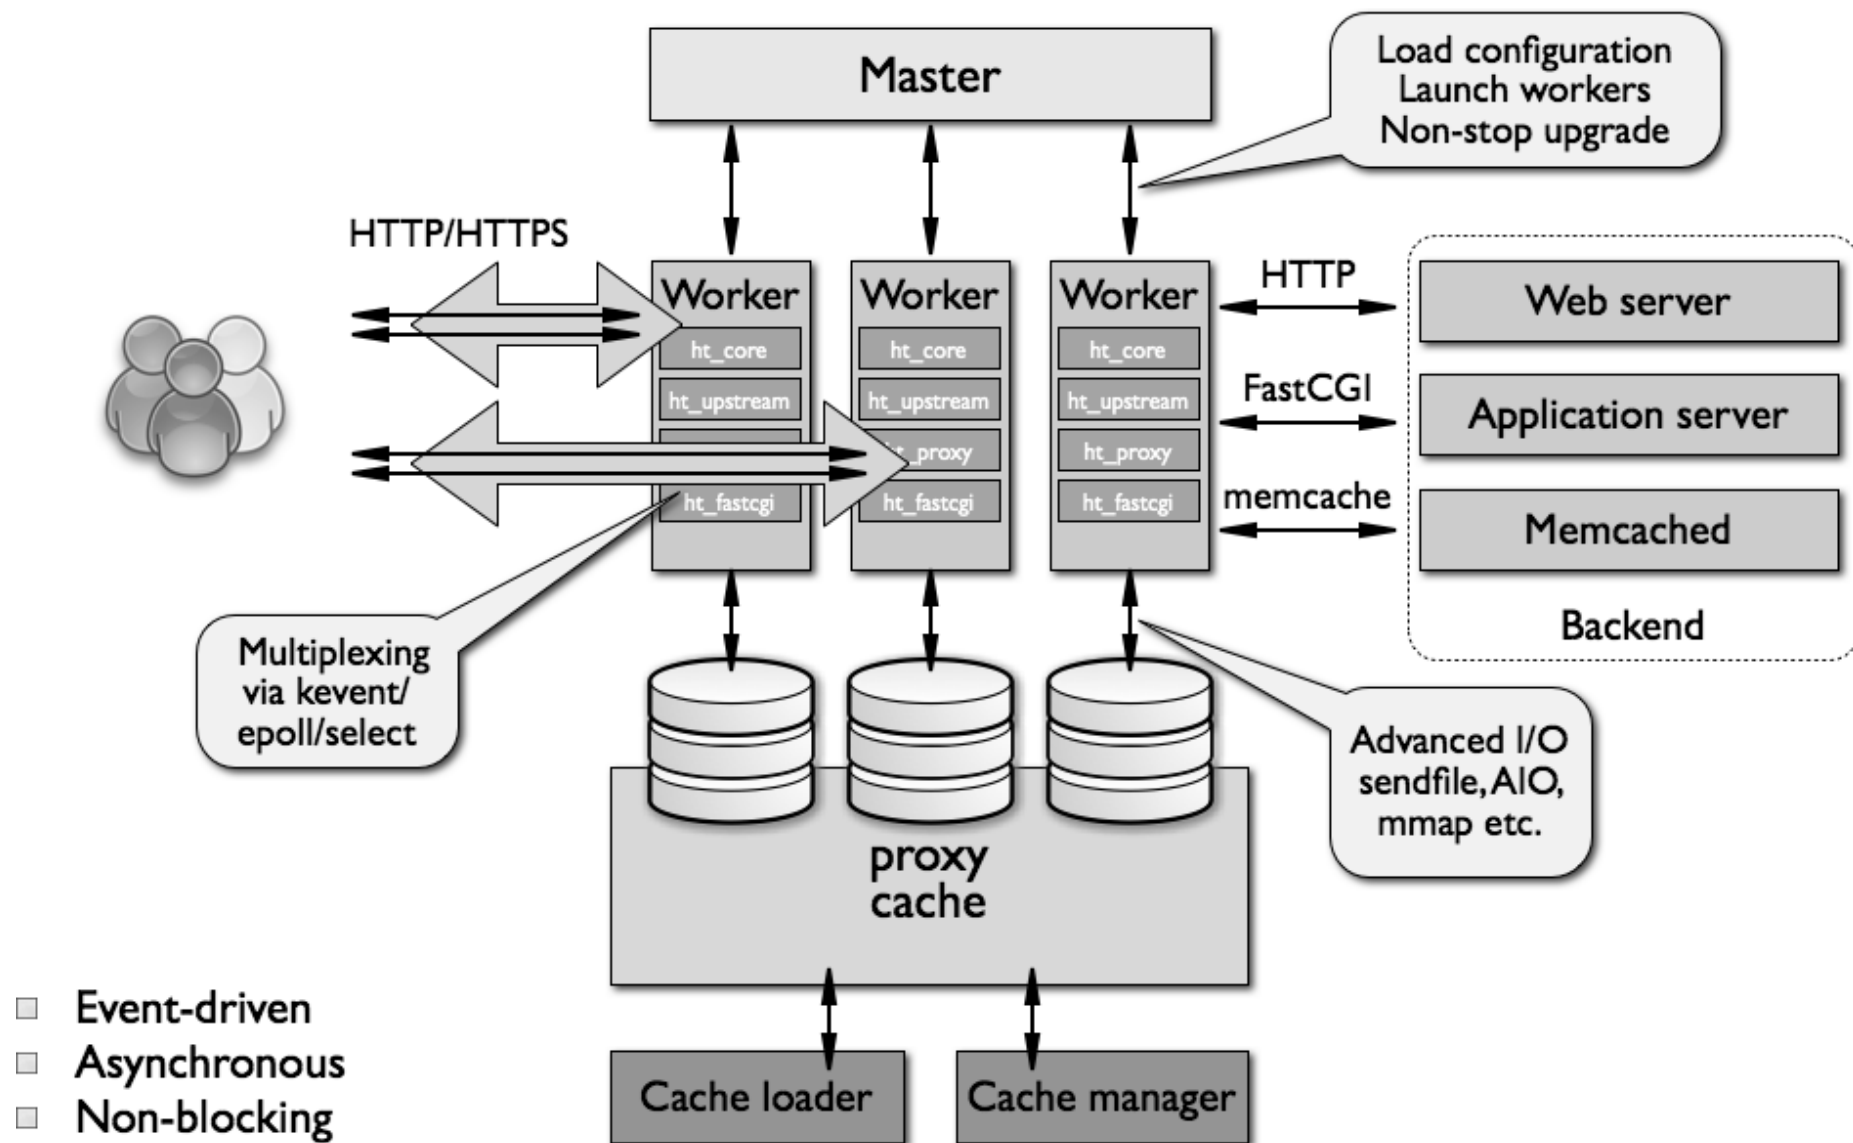 Master
Load configuration
Launch workers
Non-stop upgrade
HTTP/HTTPS
Worker
ht_core
ht_upstream
ht_fastcgi
Worker
ht_core
ht_upstream
ht_proxy
ht_fastcgi
Worker
ht_core
ht_upstream
ht_proxy
ht_fastcgi
HTTP
FastCGI
memcache
Web server
Application server
Memcached
Backend
Multiplexing
via kevent/
epoll/select
Advanced I/O
sendfile, AIO,
mmap etc.
proxy
cache
Cache loader
Cache manager
Event-driven
Asynchronous
Non-blocking